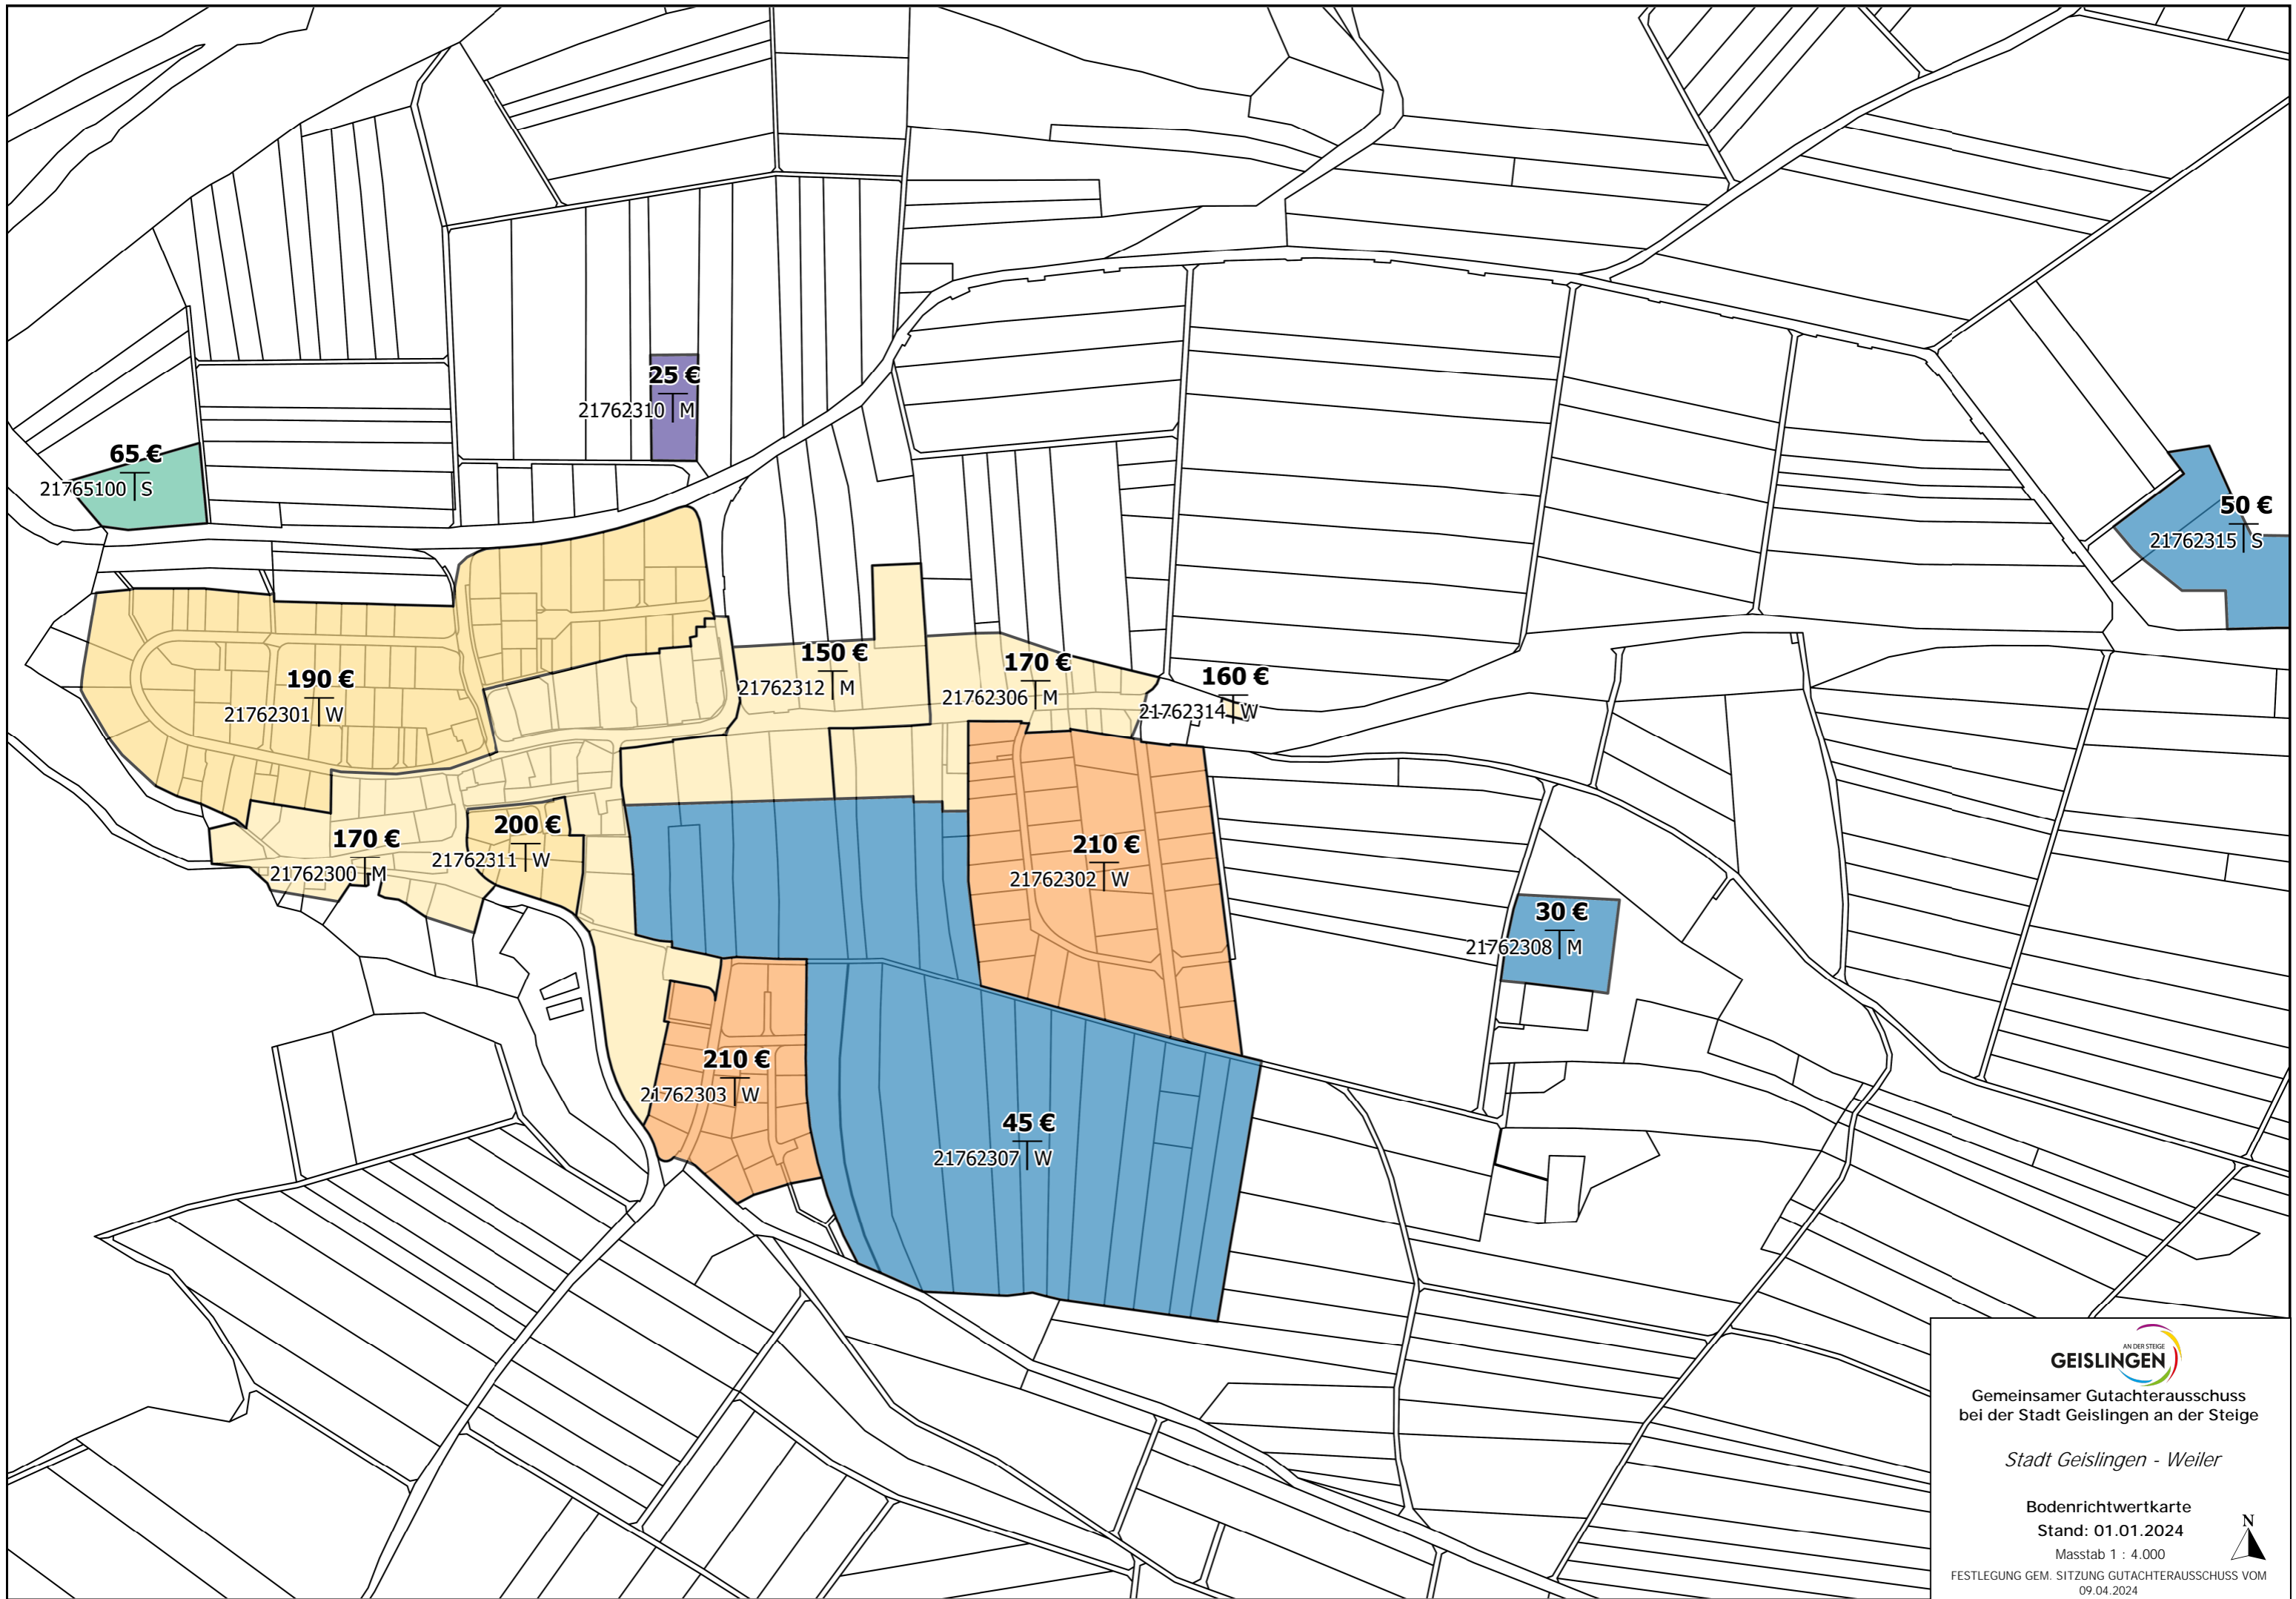 25 €
21762310 M
65 €
21765100 S
50 €
21762315 S
150 €
21762312 M
170 €
21762306 M
160 €
21762314 W
190 €
21762301 W
200 €
21762311 W
170 €
21762300 M
210 €
21762302 W
30 €
21762308 M
210 €
21762303 W
45 €
21762307 W
AN DER STEIGE
GEISLINGEN
Gemeinsamer Gutachterausschuss
bei der Stadt Geislingen an der Steige
Stadt Geislingen - Weiler
Bodenrichtwertkarte
Stand: 01.01.2024
Masstab 1 : 4.000
N
FESTLEGUNG GEM. SITZUNG GUTACHTERAUSSCHUSS VOM
09.04.2024